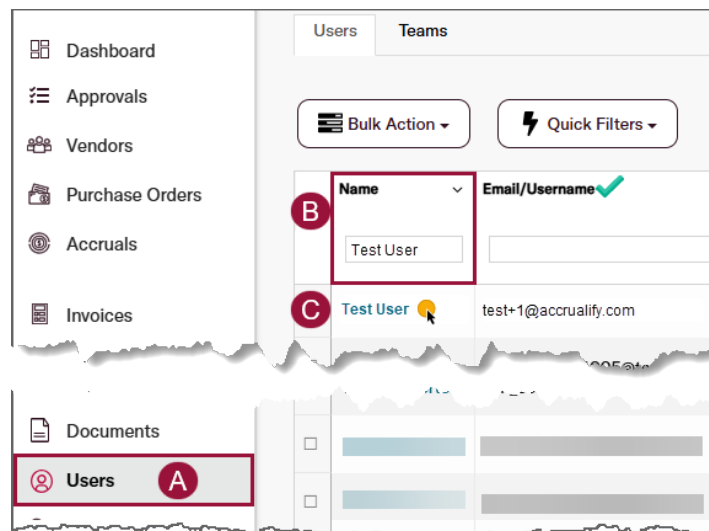 Users Teams
Dashboard
Approvals
Bulk Action Quick Filters
Vendors
Purchase Orders
Name Email/Username
B
Accruals
Test User
C Test User test+1@accrualify.com
Invoices
Documents
Users A